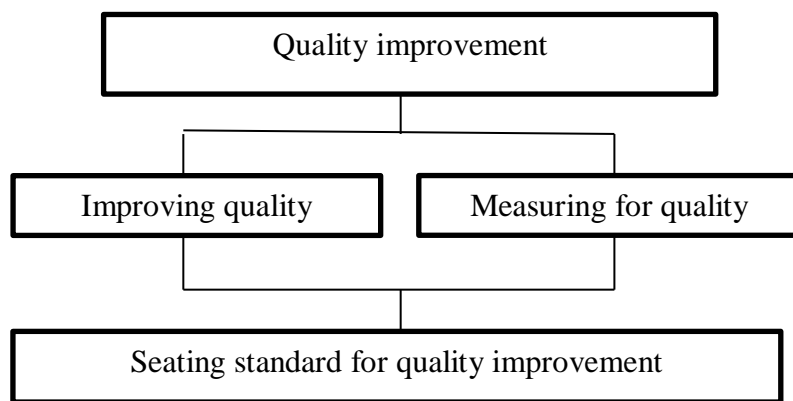 Quality improvement
Improving quality
Measuring for quality
Seating standard for quality improvement